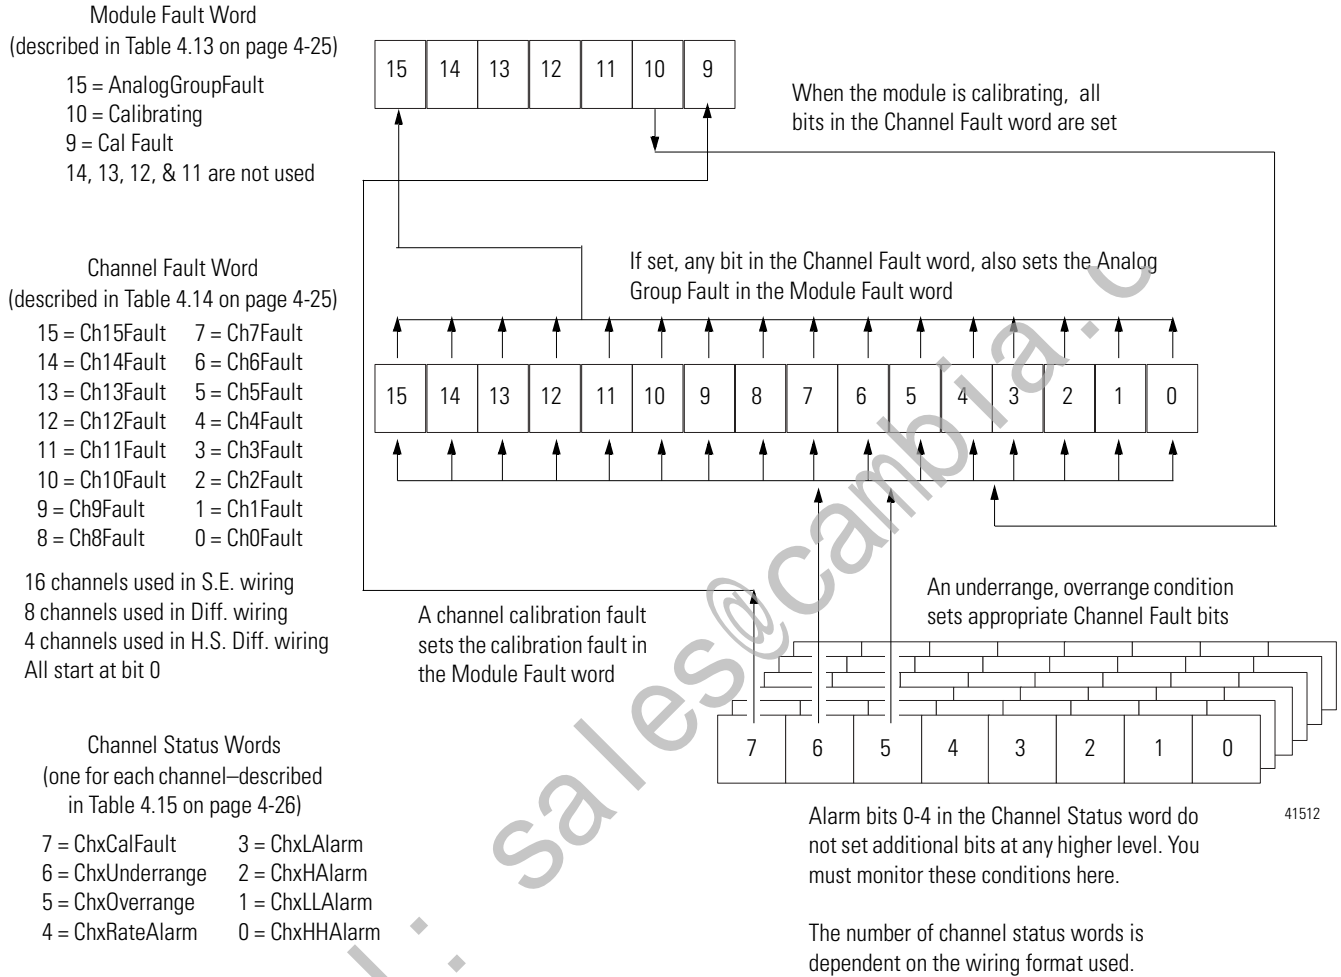 Module Fault Word
(described in Table 4.13 on page 4-25)
15 = AnalogGroupFault
10 = Calibrating
9 = Cal Fault
14, 13, 12, & 11 are not used
15 14 13 12 11 10 9
When the module is calibrating, all
bits in the Channel Fault word are set
Channel Fault Word
(described in Table 4.14 on page 4-25)
15 = Ch15Fault 7 = Ch7Fault
14 = Ch14Fault 6 = Ch6Fault
13 = Ch13Fault 5 = Ch5Fault
12 = Ch12Fault 4 = Ch4Fault
11 = Ch11Fault 3 = Ch3Fault
10 = Ch10Fault 2 = Ch2Fault
9 = Ch9Fault 1 = Ch1Fault
8 = Ch8Fault 0 = Ch0Fault
16 channels used in S.E. wiring
8 channels used in Diff. wiring
4 channels used in H.S. Diff. wiring
All start at bit 0
If set, any bit in the Channel Fault word, also sets the Analog
Group Fault in the Module Fault word
15 14 13 12 11 10 9 8 7 6 5 4 3 2 1 0
A channel calibration fault
sets the calibration fault in
the Module Fault word
An underrange, overrange condition
sets appropriate Channel Fault bits
7 6 5 4 3 2 1 0
Channel Status Words
(one for each channel–described
in Table 4.15 on page 4-26)
7 = ChxCalFault 3 = ChxLAlarm
6 = ChxUnderrange 2 = ChxHAlarm
5 = ChxOverrange 1 = ChxLLAlarm
4 = ChxRateAlarm 0 = ChxHHAlarm
Alarm bits 0-4 in the Channel Status word do
not set additional bits at any higher level. You
must monitor these conditions here.
The number of channel status words is
dependent on the wiring format used.
41512
l: sales@cambia.c